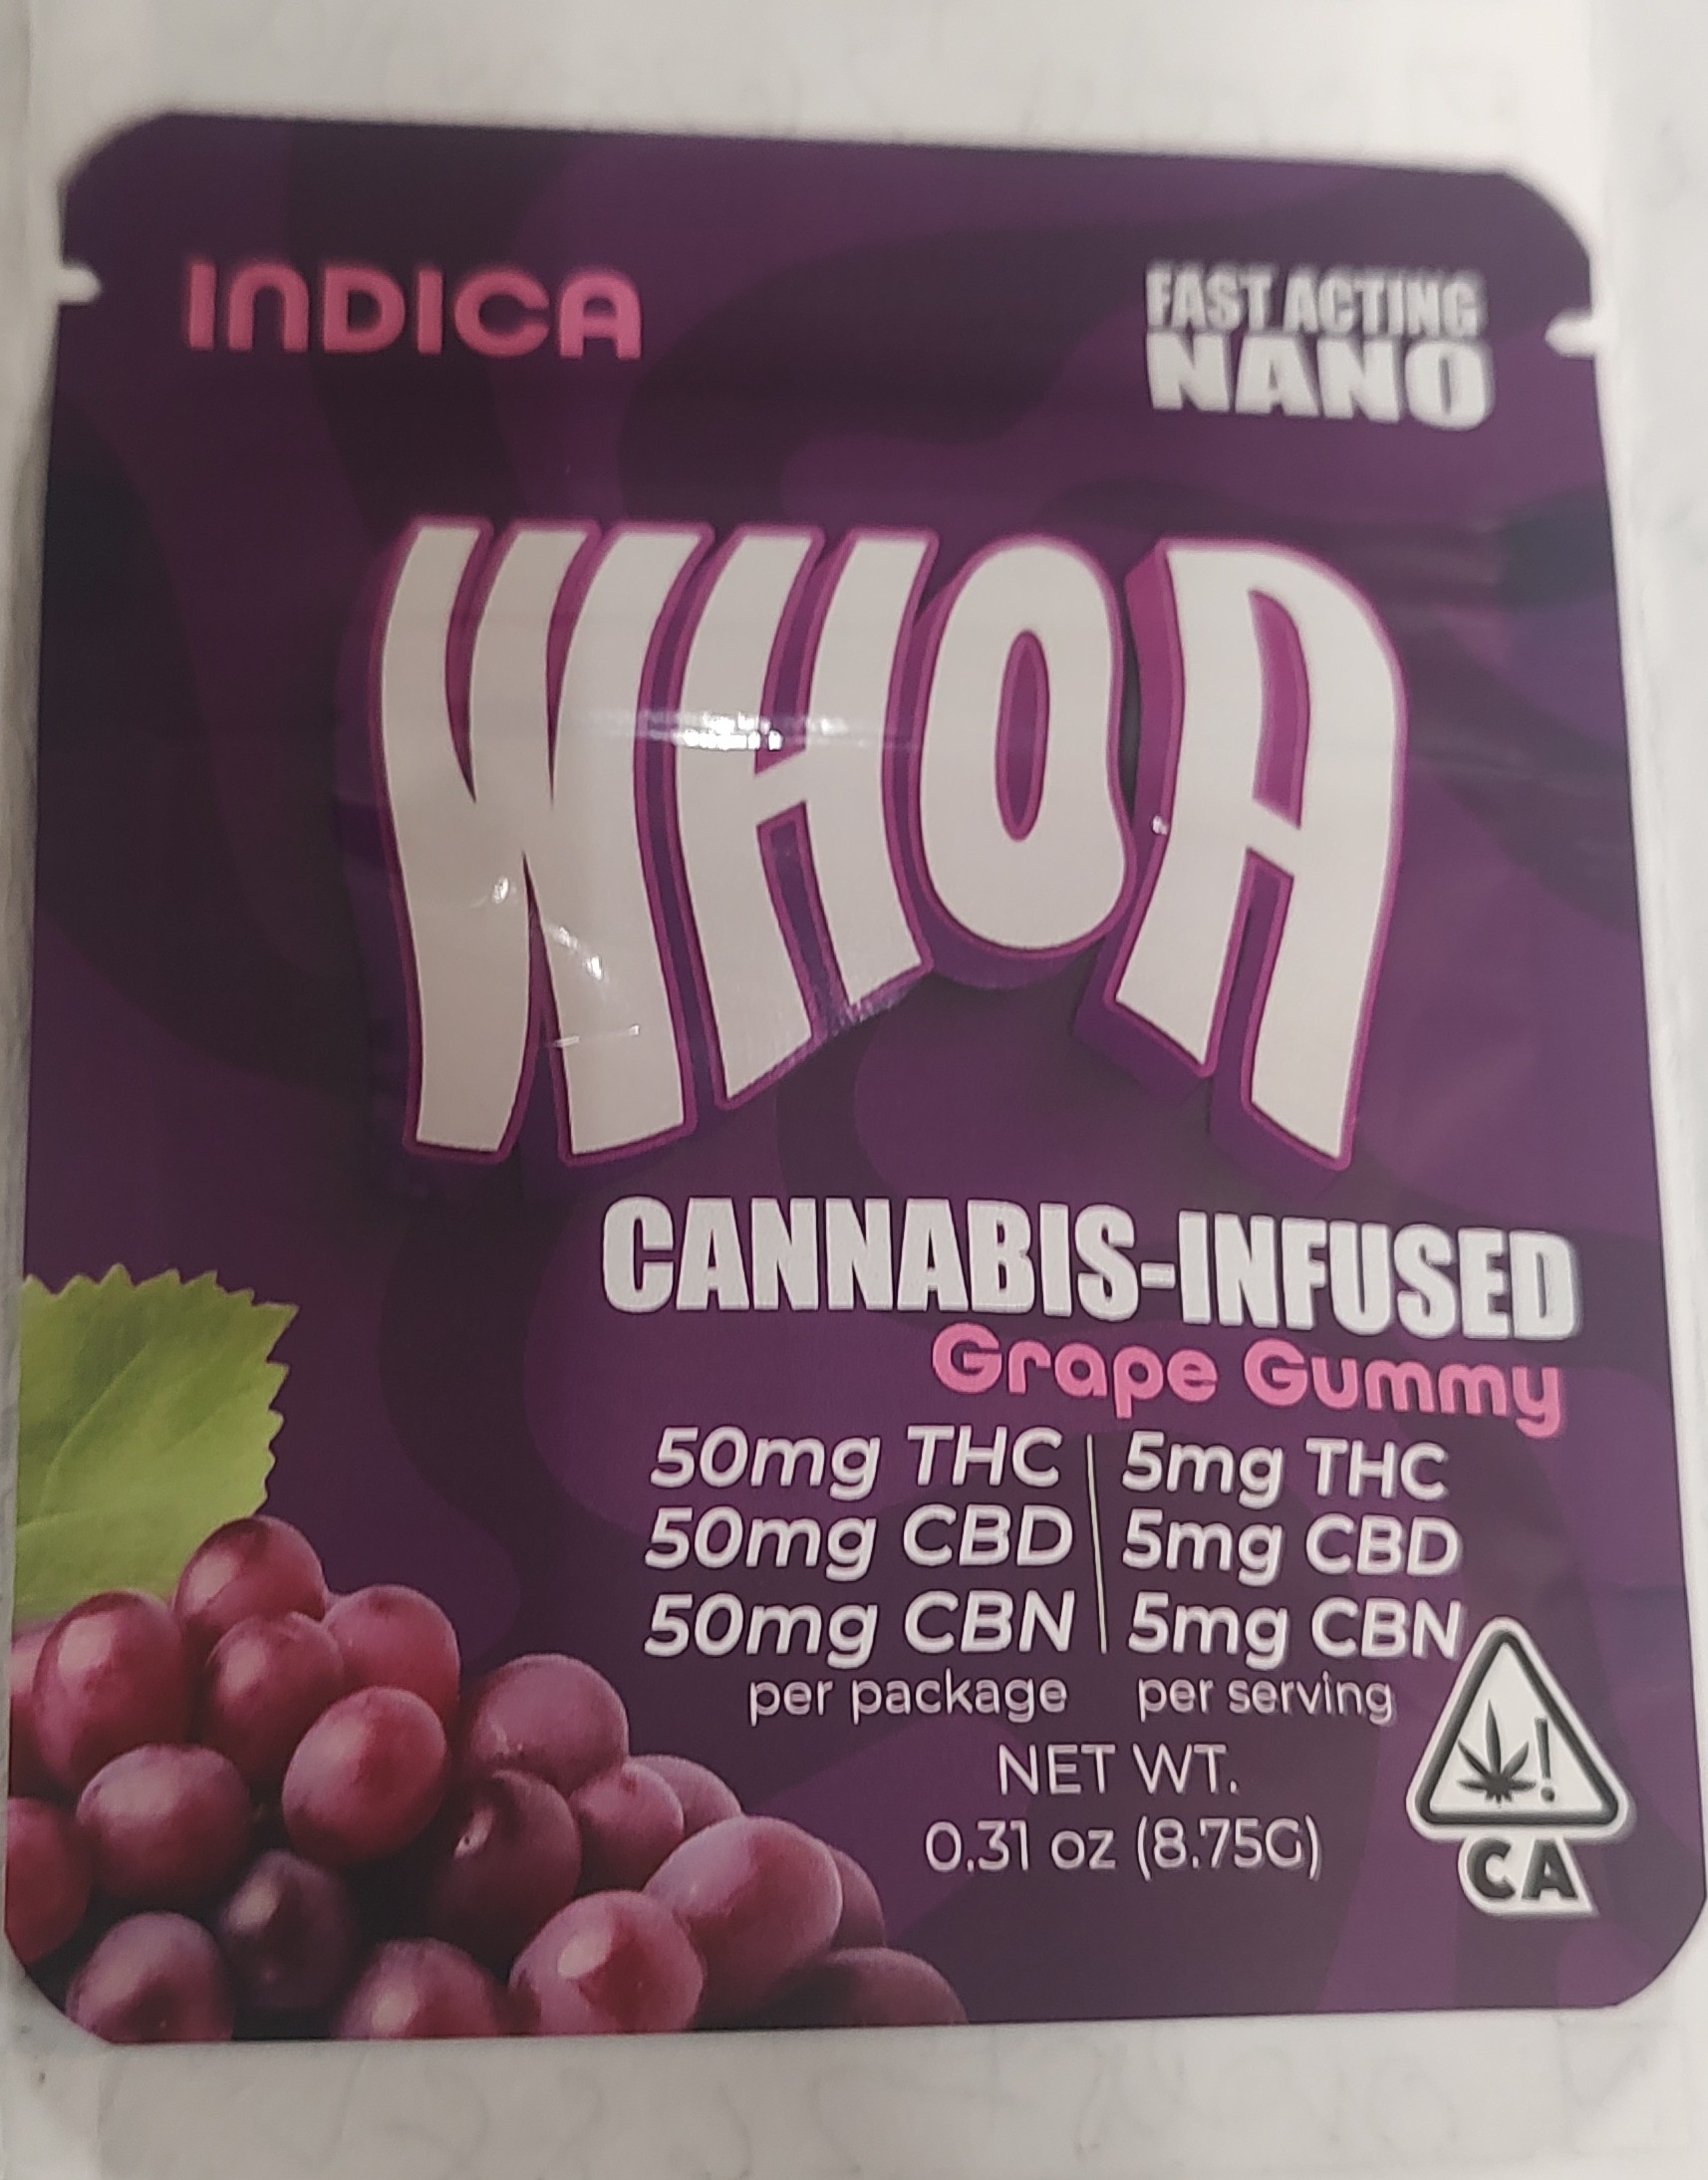 INDICA
FAST ACTING
NANO
WHOA
CANNABIS-INFUSED
Grape Gummy
50mg THC | 5mg THC
50mg CBD | 5mg CBD
50mg CBN | 5mg CBN
per package per serving
NET WT.
0.31 oz (8.75G)
!
CA